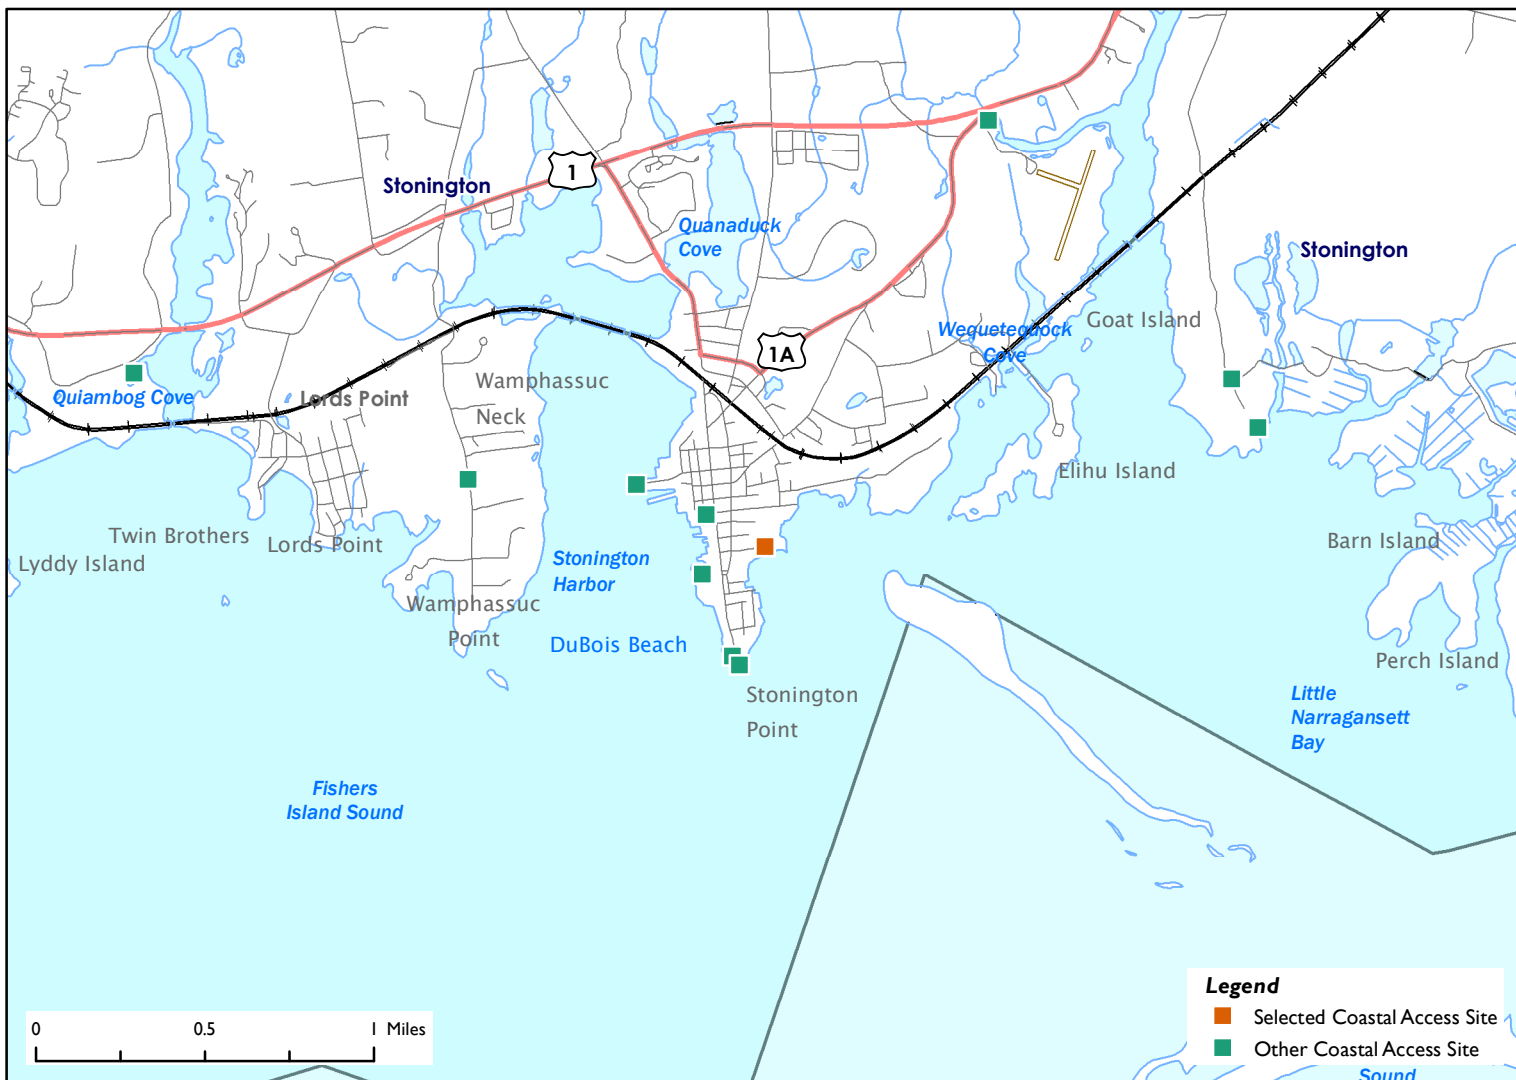 1
Stonington
Quanaduck
Cove
Stonington
Goat Island
Wequetequock
Cove
1A
Wamphassuc
Neck
Quiambog Cove
Lords Point
Elihu Island
Twin Brothers
Lords Point
Lyddy Island
Stonington
Harbor
Barn Island
Wamphassuc
Point
DuBois Beach
Perch Island
Stonington
Point
Little
Narragansett
Bay
Fishers
Island Sound
Legend
Selected Coastal Access Site
Other Coastal Access Site
Sound
0 0.5 1 Miles